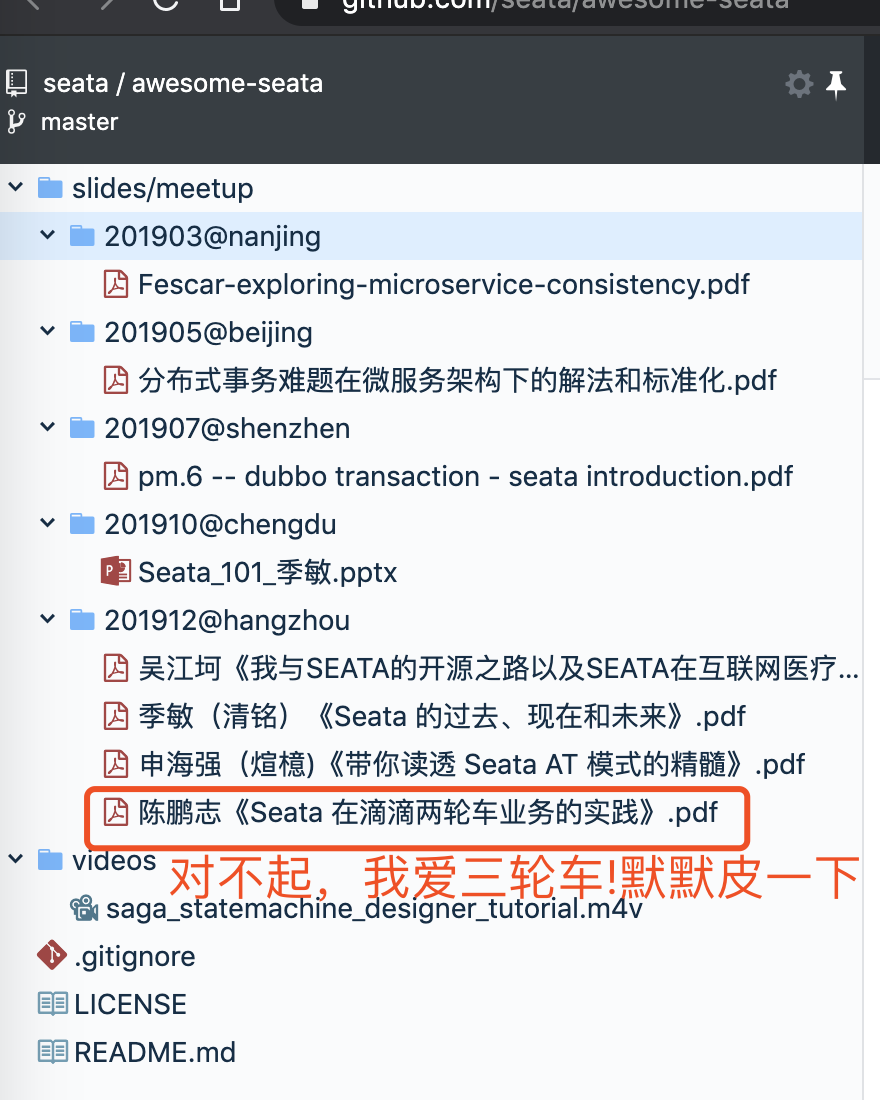 github.com/seata/awesome-seata
seata / awesome-seata
master
slides/meetup
201903@nanjing
Fescar-exploring-microservice-consistency.pdf
201905@beijing
分布式事务难题在微服务架构下的解法和标准化.pdf
201907@shenzhen
pm.6 -- dubbo transaction - seata introduction.pdf
201910@chengdu
Seata_101_季敏.pptx
201912@hangzhou
吴江坷《我与SEATA的开源之路以及SEATA在互联网医疗...
季敏（清铭）《Seata 的过去、现在和未来》.pdf
申海强（煊檍)《带你读透 Seata AT 模式的精髓》.pdf
陈鹏志《Seata 在滴滴两轮车业务的实践》.pdf
videos
对不起，我爱三轮车!默默皮一下
saga_statemachine_designer_tutorial.m4v
.gitignore
LICENSE
README.md